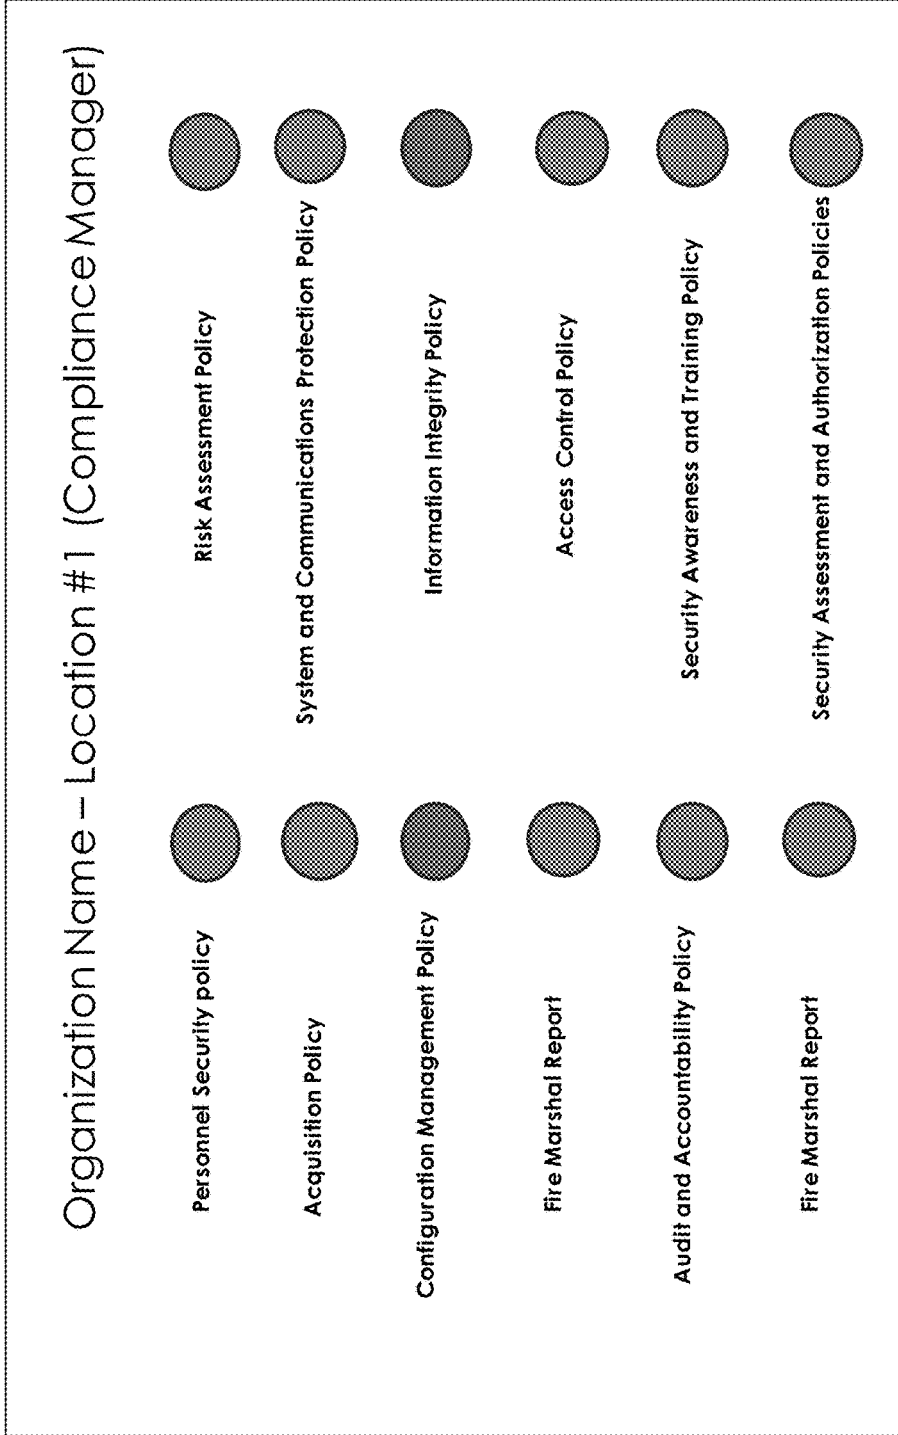 Organization Name – Location #1 (Compliance Manager)
Personnel Security policy
Risk Assessment Policy
Acquisition Policy
System and Communications Protection Policy
Configuration Management Policy
Information Integrity Policy
Fire Marshal Report
Access Control Policy
Audit and Accountability Policy
Security Awareness and Training Policy
Fire Marshal Report
Security Assessment and Authorization Policies